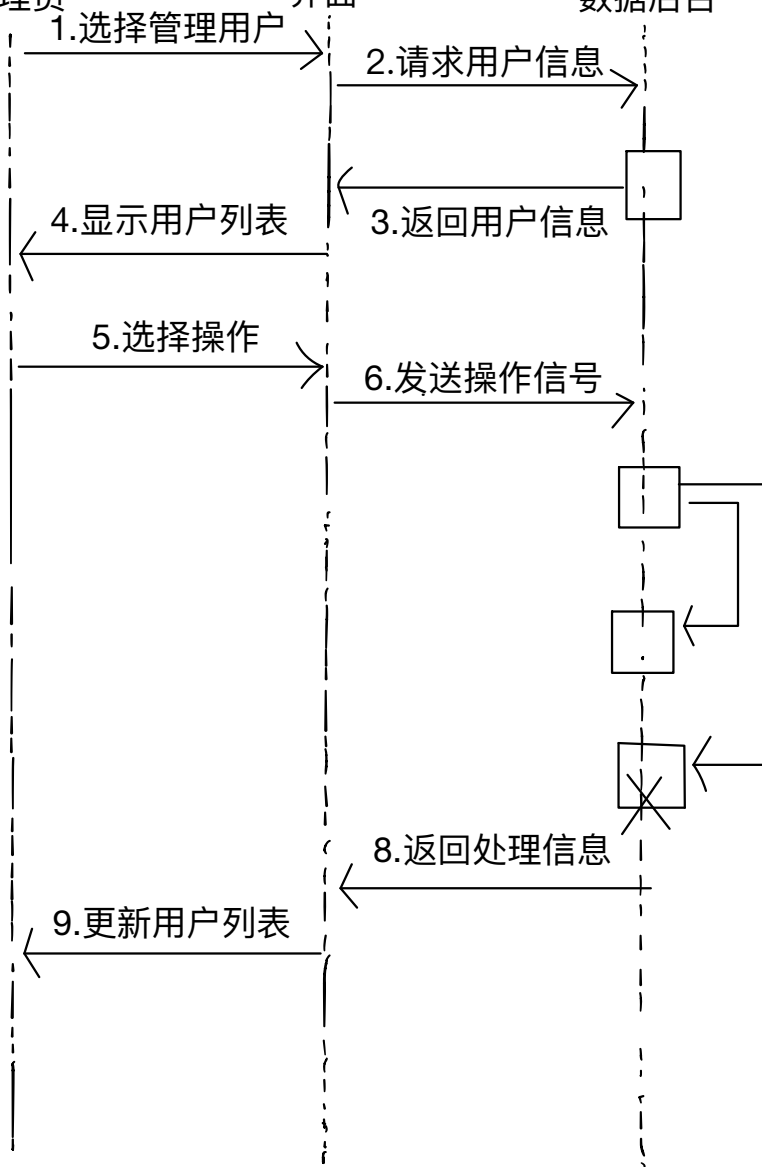 1.选择管理用户
2.请求用户信息
3.返回用户信息
4.显示用户列表
5.选择操作
6.发送操作信号
8.返回处理信息
9.更新用户列表